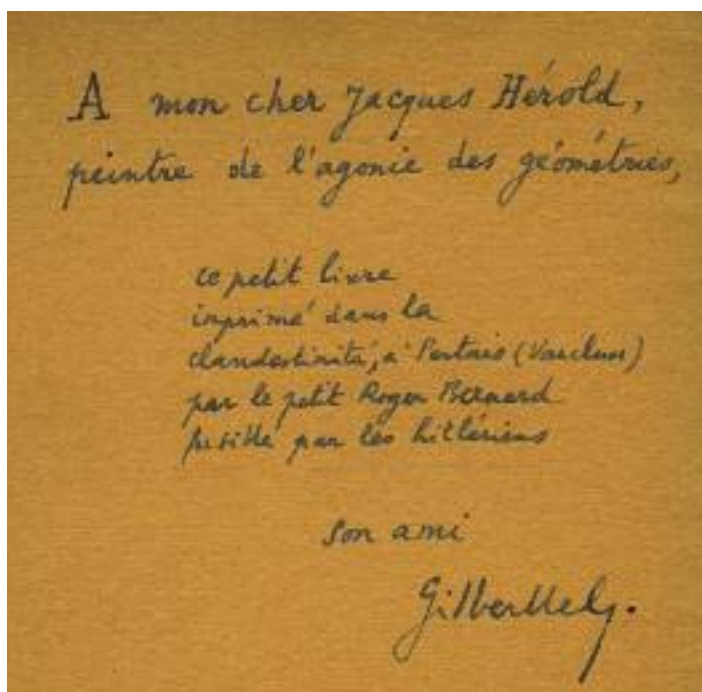 A mon cher Jacques Hérold,
peintre de l'agonie des géométries,
ce petit livre
imprimé dans la
clandestinité, à Pertuis (Vaucluse)
par le petit Roger Bernard
fusillé par les hitlériens
son ami
Gilbert Lely.